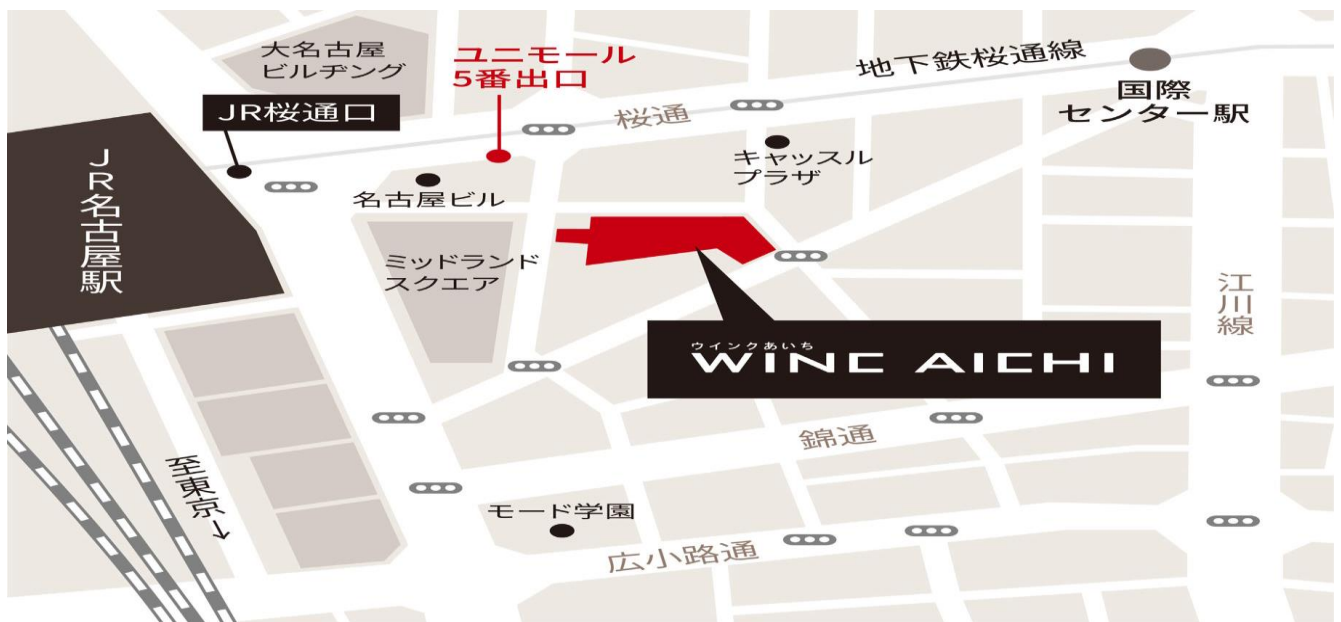 大名古屋
ビルヂング
ユニモール
5番出口
地下鉄桜通線
国際
センター駅
JR桜通口
桜通
キャッスル
プラザ
JR名古屋駅
名古屋ビル
ミッドランド
スクエア
江川線
ウインクあいち
WINC AICHI
錦通
至東京→
モード学園
広小路通